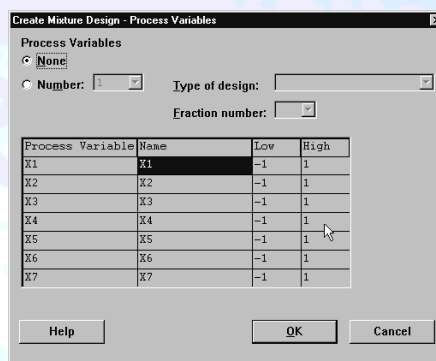 Create Mixture Design - Process Variables
Process Variables
None
Number: 1 Type of design:
Fraction number:
Process Variable Name Low High
X1 X1 -1 1
X2 X2 -1 1
X3 X3 -1 1
X4 X4 -1 1
X5 X5 -1 1
X6 X6 -1 1
X7 X7 -1 1
Help OK Cancel